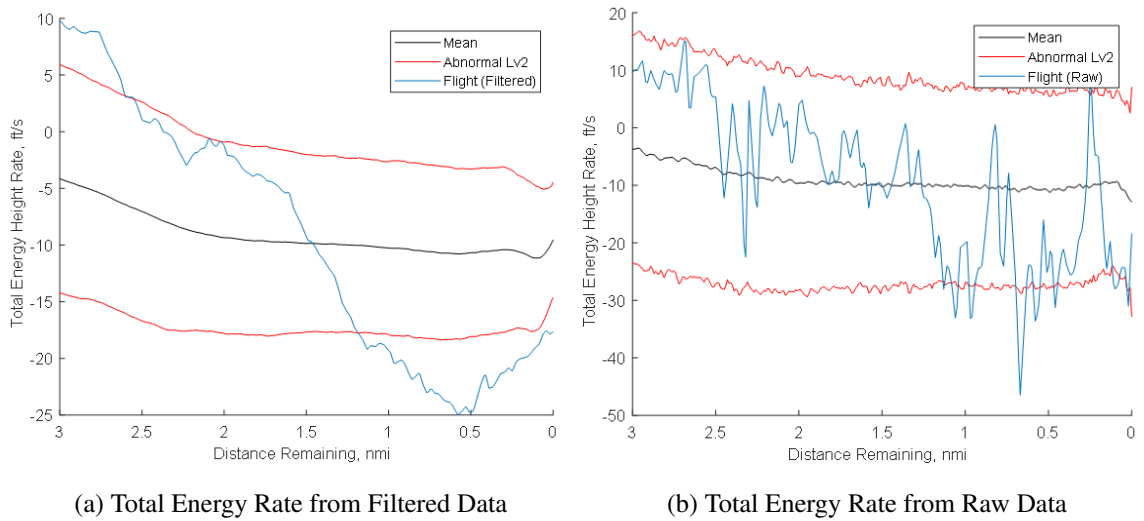 10
5
0
-5
-10
-15
-20
-25
3
2.5
2
1.5
1
0.5
0
Total Energy Height Rate, ft/s
Distance Remaining, nmi
Mean
Abnormal Lv2
Flight (Filtered)
(a) Total Energy Rate from Filtered Data
20
10
0
-10
-20
-30
-40
-50
3
2.5
2
1.5
1
0.5
0
Total Energy Height Rate, ft/s
Distance Remaining, nmi
Mean
Abnormal Lv2
Flight (Raw)
(b) Total Energy Rate from Raw Data